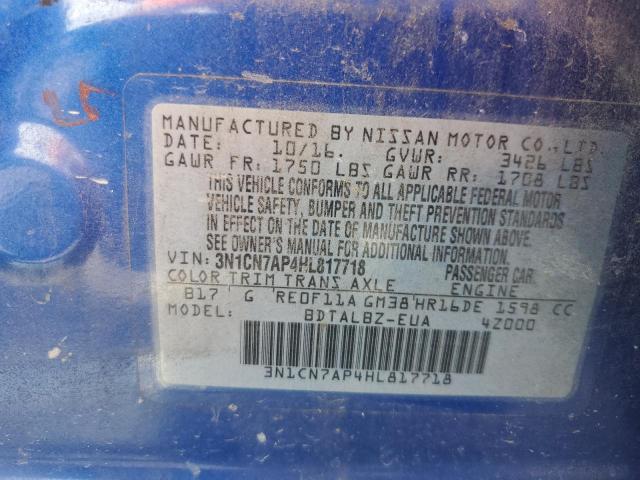 MANUFACTURED BY NISSAN MOTOR CO., LTD.
DATE: 10/16. GVWR: 3426 LBS
GAWR FR: 1750 LBS GAWR RR: 1708 LBS
THIS VEHICLE CONFORMS TO ALL APPLICABLE FEDERAL MOTOR
VEHICLE SAFETY, BUMPER AND THEFT PREVENTION STANDARDS
IN EFFECT ON THE DATE OF MANUFACTURE SHOWN ABOVE.
SEE OWNER'S MANUAL FOR ADDITIONAL INFORMATION.
VIN: 3N1CN7AP4HL817718 PASSENGER CAR
COLOR TRIM TRANS AXLE ENGINE
B17 G RE0F11A GM38 HR16DE 1598 CC
MODEL: BDTALBZ-EUA 4Z000
3N1CN7AP4HL817718